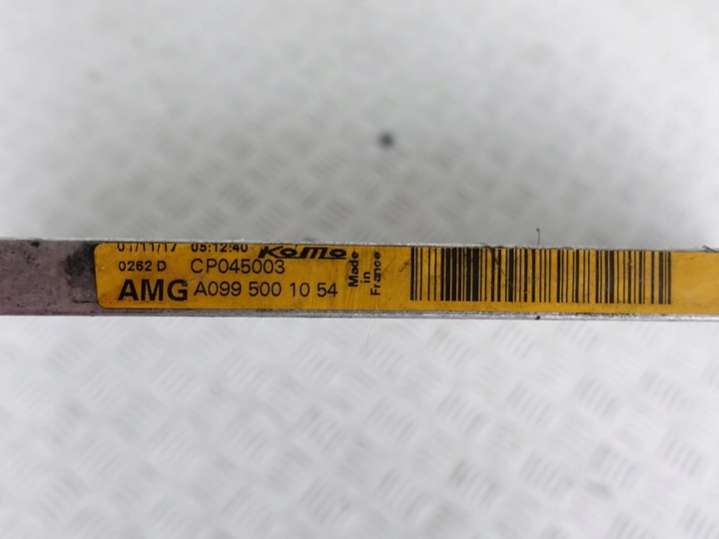 01/11/17 05:12:40 KoMo
0262 D CP045003
AMG A099 500 10 54
Made
in
France